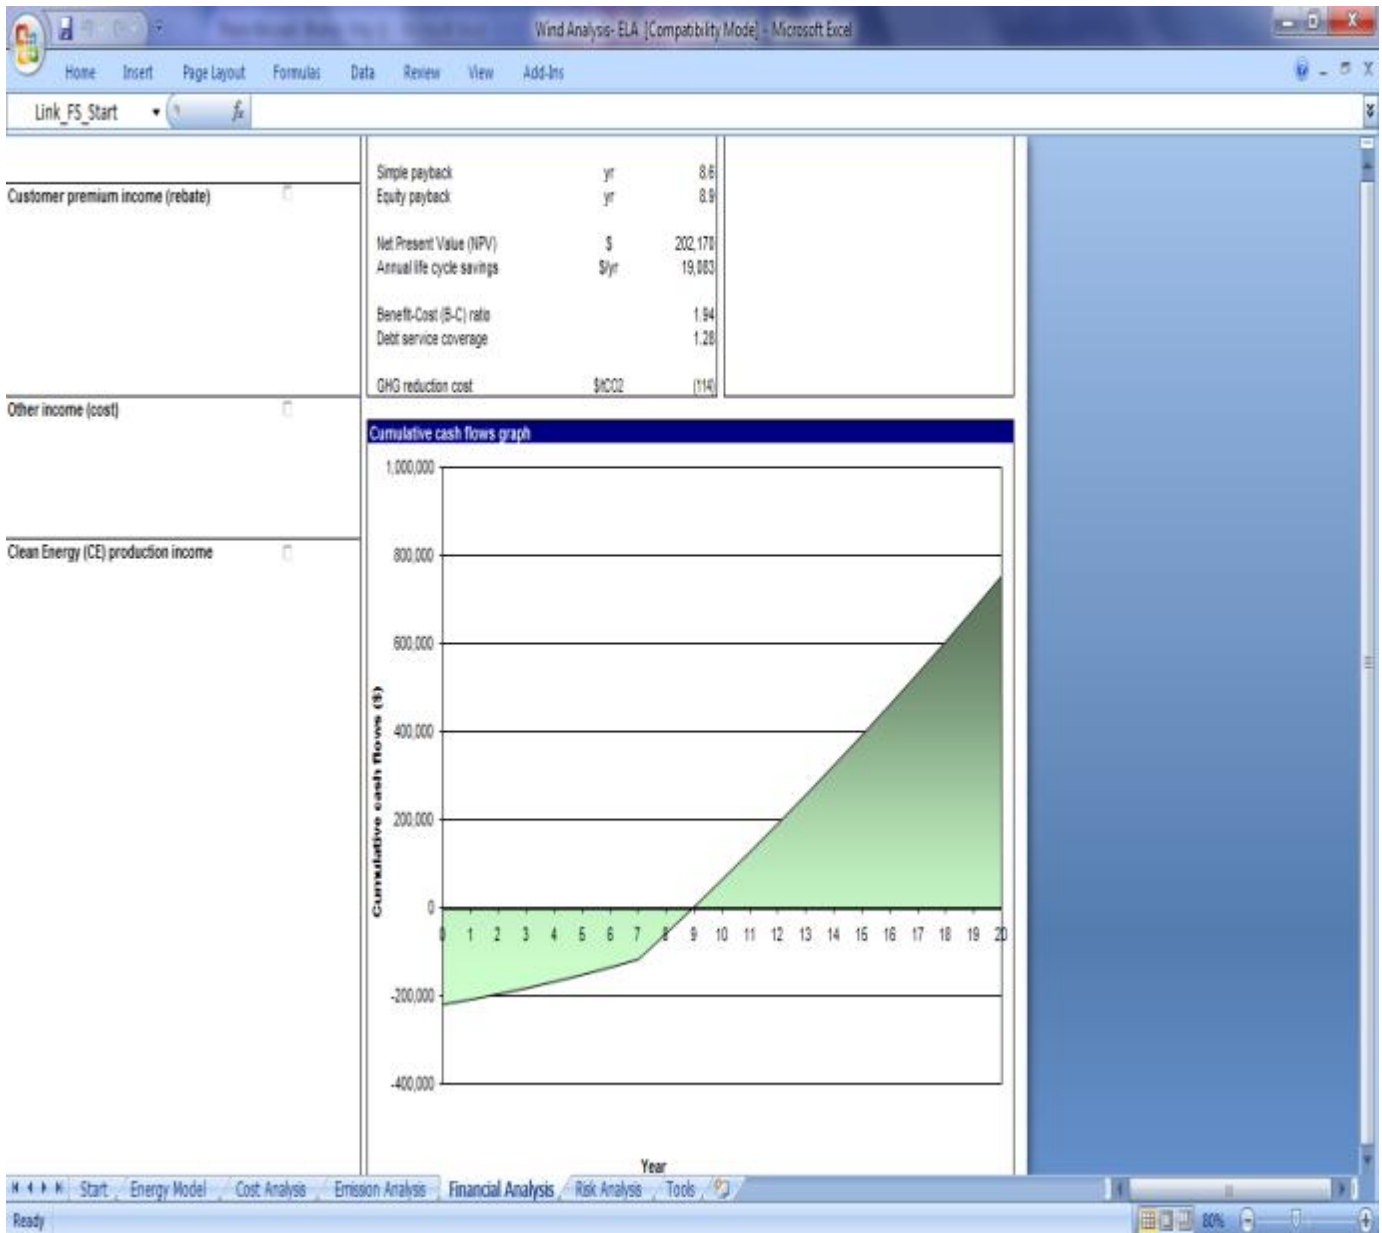 Wind Analysis- ELA [Compatibility Mode] - Microsoft Excel
Home Insert Page Layout Formulas Data Review View Add-Ins
Link_FS_Start fx
Simple payback yr 8.6
Customer premium income (rebate) Equity payback yr 8.9
Net Present Value (NPV) $ 202,178
Annual life cycle savings $/yr 19,083
Benefit-Cost (B-C) ratio 1.94
Debt service coverage 1.28
GHG reduction cost $/tCO2 (114)
Other income (cost)
Cumulative cash flows graph
1,000,000
Clean Energy (CE) production income
800,000
600,000
400,000
200,000
0
0 1 2 3 4 5 6 7 8 9 10 11 12 13 14 15 16 17 18 19 20
-200,000
-400,000
Cumulative cash flows ($)
Year
Start Energy Model Cost Analysis Emission Analysis Financial Analysis Risk Analysis Tools
Ready 80%